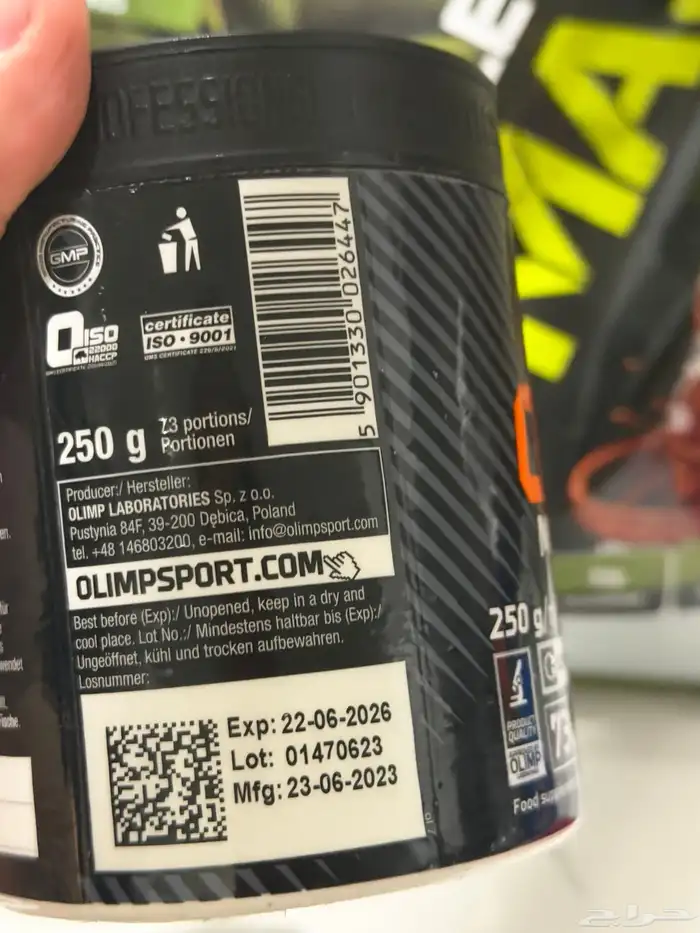 GMP
ISO
22000
HACCP
certificate
ISO • 9001
5 901330 026447
250 g
73 portions/
Portionen
Producer:/ Hersteller:
OLIMP LABORATORIES Sp. z o.o.
Pustynia 84F, 39-200 Dębica, Poland
tel. +48 146803200, e-mail: info@olimpsport.com
OLIMPSPORT.COM
Best before (Exp):/ Unopened, keep in a dry and
cool place. Lot No.:/ Mindestens haltbar bis (Exp):/
Ungeöffnet, kühl und trocken aufbewahren.
Losnummer:
Exp: 22-06-2026
Lot: 01470623
Mfg: 23-06-2023
250 g/
PRODUCT
QUALITY
OLIMP
73
Food
حراج